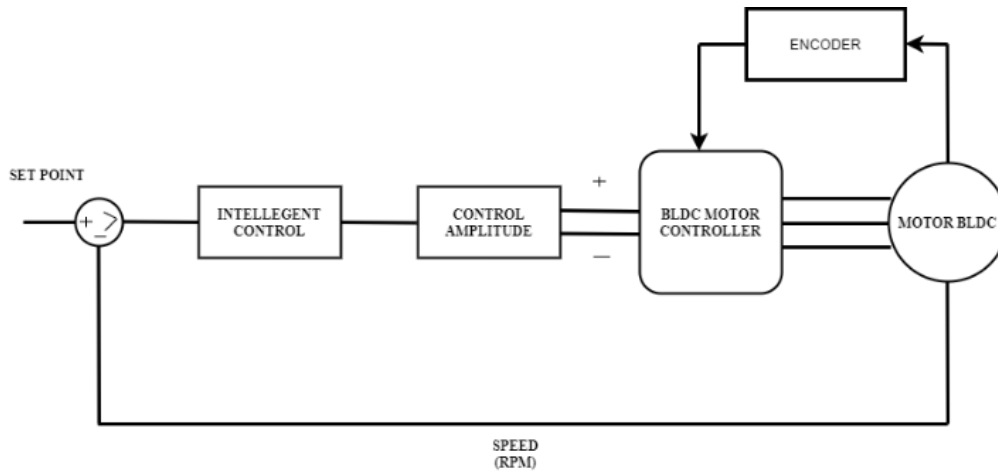 ENCODER
SET POINT
+
−
+
INTELLEGENT
CONTROL
CONTROL
AMPLITUDE
—
BLDC MOTOR
CONTROLLER
MOTOR BLDC
SPEED
(RPM)